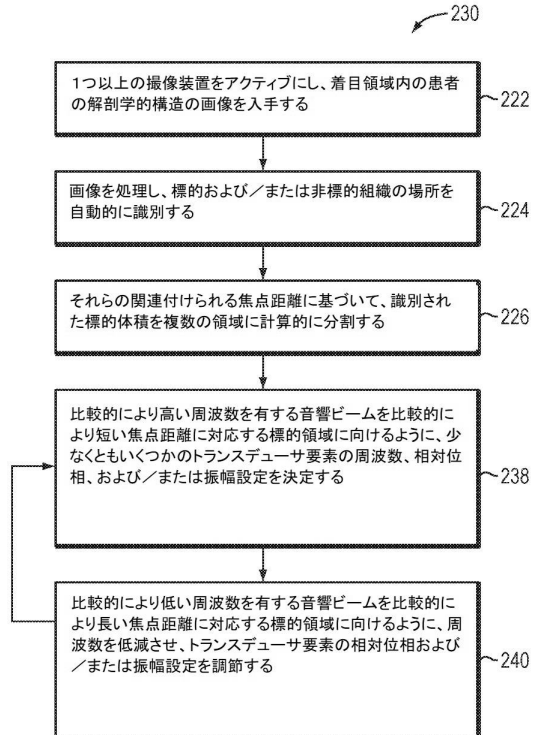 230
1つ以上の撮像装置をアクティブにし、着目領域内の患者
の解剖学的構造の画像を入手する
222
画像を処理し、標的および／または非標的組織の場所を
自動的に識別する
224
それらの関連付けられる焦点距離に基づいて、識別され
た標的体積を複数の領域に計算的に分割する
226
比較的により高い周波数を有する音響ビームを比較的に
より短い焦点距離に対応する標的領域に向けるように、少
なくともいくつかのトランスデューサ要素の周波数、相対位
相、および／または振幅設定を決定する
238
比較的により低い周波数を有する音響ビームを比較的に
より長い焦点距離に対応する標的領域に向けるように、周
波数を低減させ、トランスデューサ要素の相対位相および
／または振幅設定を調節する
240